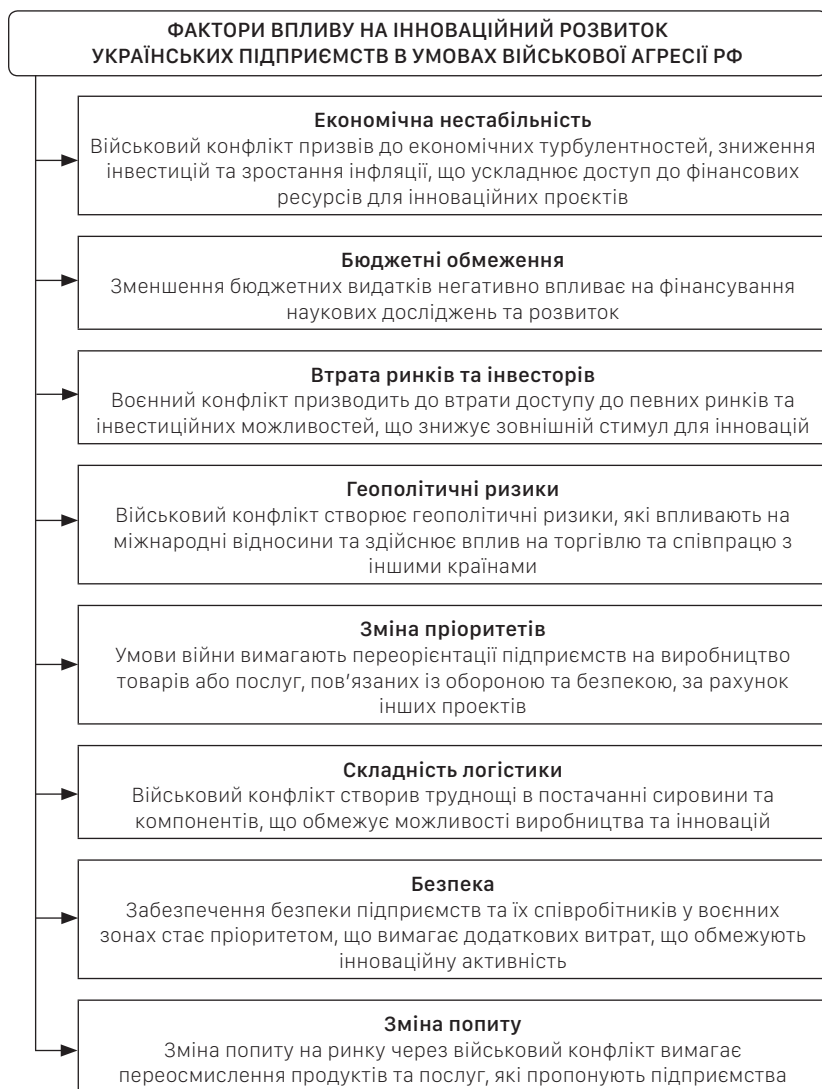 ФАКТОРИ ВПЛИВУ НА ІННОВАЦІЙНИЙ РОЗВИТОК
УКРАЇНСЬКИХ ПІДПРИЄМСТВ В УМОВАХ ВІЙСЬКОВОЇ АГРЕСІЇ РФ
Економічна нестабільність
Військовий конфлікт призвів до економічних турбулентностей, зниження
інвестицій та зростання інфляції, що ускладнює доступ до фінансових
ресурсів для інноваційних проєктів
Бюджетні обмеження
Зменшення бюджетних видатків негативно впливає на фінансування
наукових досліджень та розвиток
Втрата ринків та інвесторів
Воєнний конфлікт призводить до втрати доступу до певних ринків та
інвестиційних можливостей, що знижує зовнішній стимул для інновацій
Геополітичні ризики
Військовий конфлікт створює геополітичні ризики, які впливають на
міжнародні відносини та здійснює вплив на торгівлю та співпрацю з
іншими країнами
Зміна пріоритетів
Умови війни вимагають переорієнтації підприємств на виробництво
товарів або послуг, пов’язаних із обороною та безпекою, за рахунок
інших проектів
Складність логістики
Військовий конфлікт створив труднощі в постачанні сировини та
компонентів, що обмежує можливості виробництва та інновацій
Безпека
Забезпечення безпеки підприємств та їх співробітників у воєнних
зонах стає пріоритетом, що вимагає додаткових витрат, що обмежують
інноваційну активність
Зміна попиту
Зміна попиту на ринку через військовий конфлікт вимагає
переосмислення продуктів та послуг, які пропонують підприємства